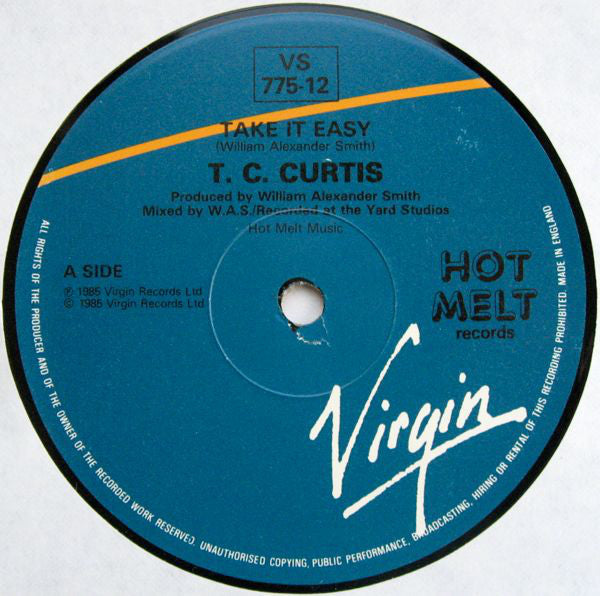 VS
775-12
TAKE IT EASY
(William Alexander Smith)
T. C. CURTIS
Produced by William Alexander Smith
Mixed by W.A.S./Recorded at the Yard Studios
Hot Melt Music
A SIDE
℗ 1985 Virgin Records Ltd
© 1985 Virgin Records Ltd
HOT
MELT
records
Virgin
ALL RIGHTS OF THE PRODUCER AND OF THE OWNER OF THE RECORDED WORK RESERVED. UNAUTHORISED COPYING, PUBLIC PERFORMANCE, BROADCASTING, HIRING OR RENTAL OF THIS RECORDING PROHIBITED. MADE IN ENGLAND